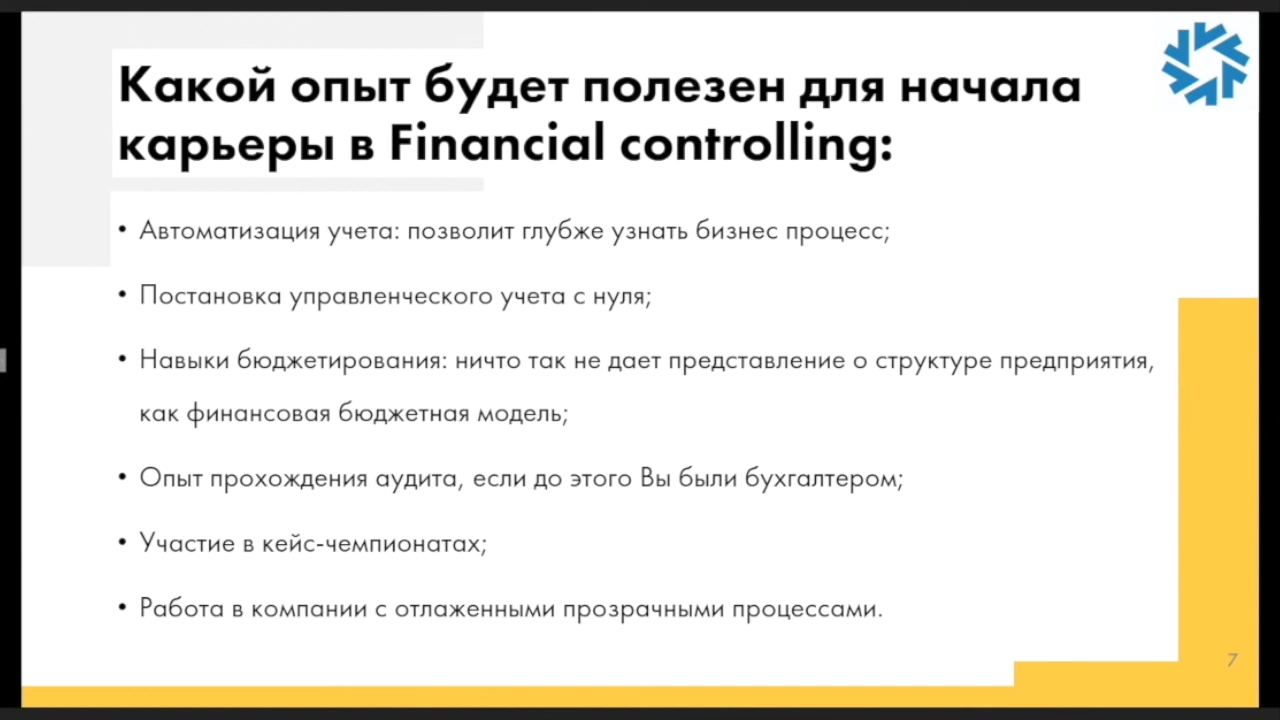 Какой опыт будет полезен для начала
карьеры в Financial controlling:
• Автоматизация учета: позволит глубже узнать бизнес процесс;
• Постановка управленческого учета с нуля;
• Навыки бюджетирования: ничто так не дает представление о структуре предприятия,
как финансовая бюджетная модель;
• Опыт прохождения аудита, если до этого Вы были бухгалтером;
• Участие в кейс-чемпионатах;
• Работа в компании с отлаженными прозрачными процессами.
7